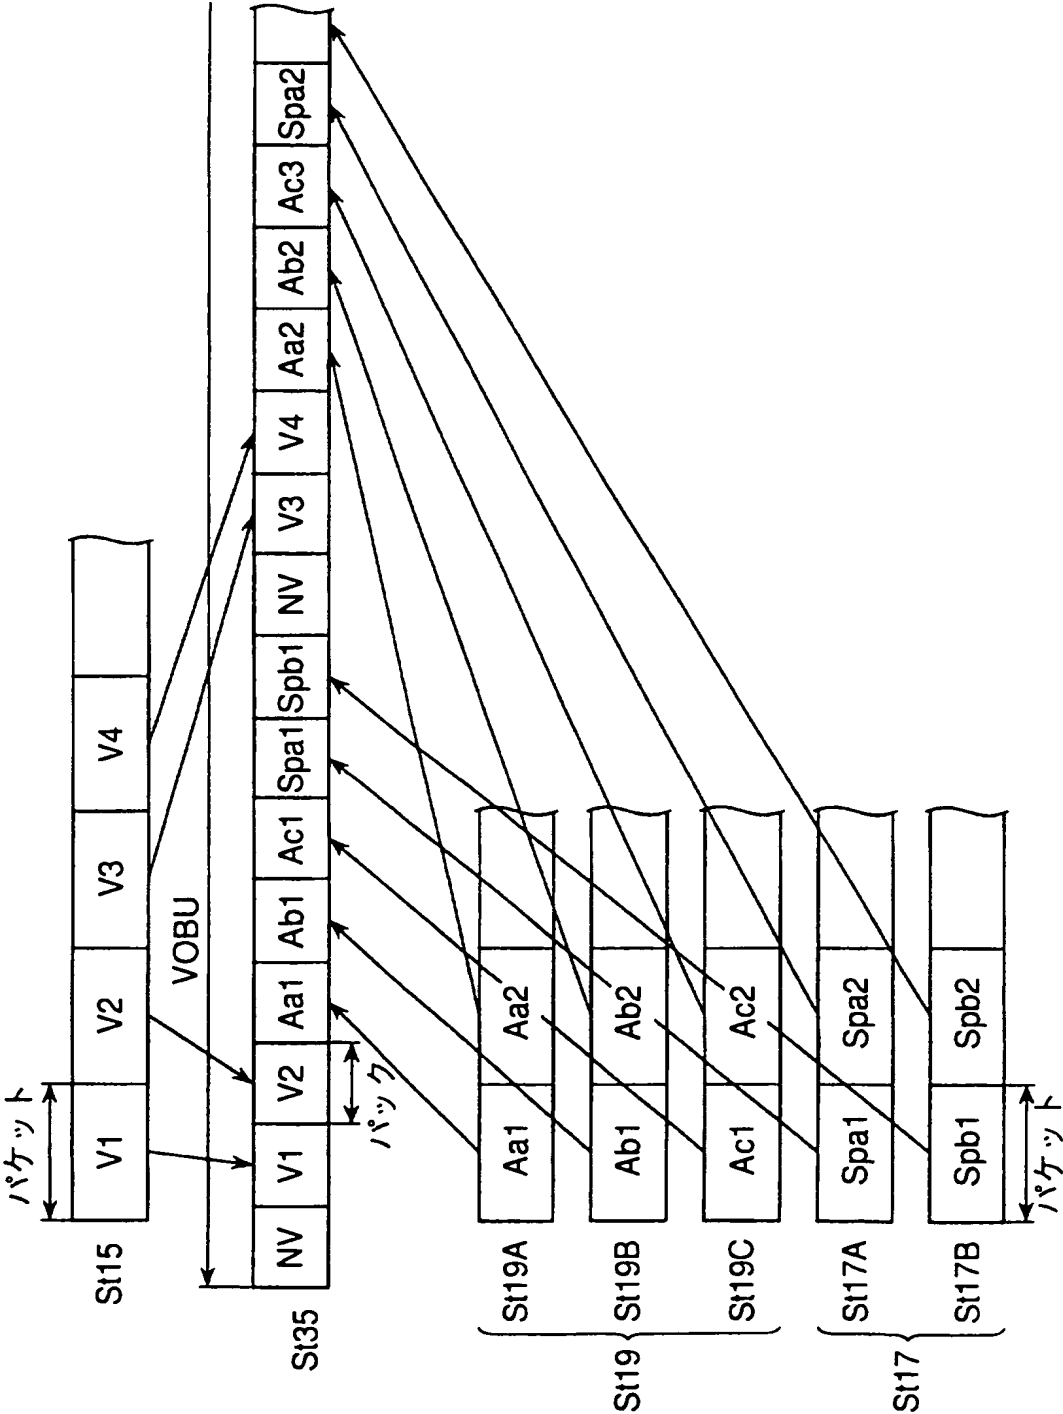 パケット
St15 V1 V2 V3 V4
VOBU
St35 NV V1 V2 Aa1 Ab1 Ac1 Spa1 Spb1 NV V3 V4 Aa2 Ab2 Ac3 Spa2
パック
St19
St19A Aa1 Aa2
St19B Ab1 Ab2
St19C Ac1 Ac2
St17
St17A Spa1 Spa2
St17B Spb1 Spb2
パケット